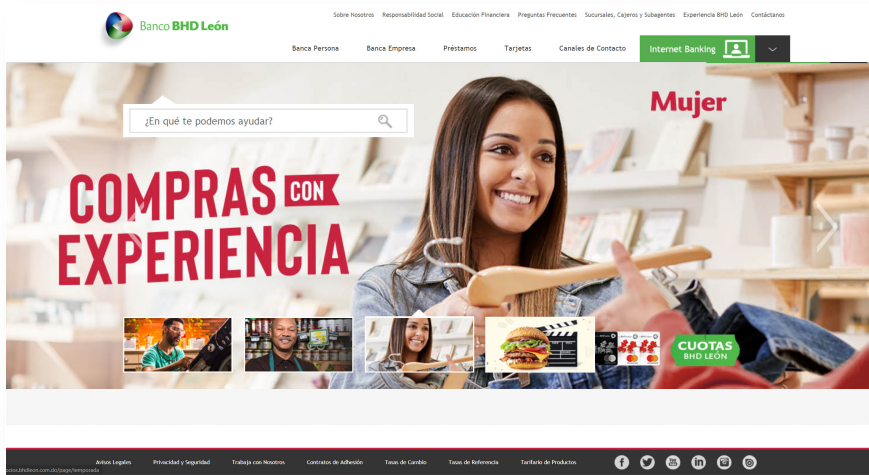 Sobre Nosotros Responsabilidad Social Educación Financiera Preguntas Frecuentes Sucursales, Cajeros y Subagentes Experiencia BHD León Contáctanos
Banco BHD León
Banca Persona Banca Empresa Préstamos Tarjetas Canales de Contacto Internet Banking
Mujer
¿En qué te podemos ayudar?
COMPRAS CON
EXPERIENCIA
CUOTAS
BHD LEÓN
Avisos Legales Privacidad y Seguridad Trabaja con Nosotros Contratos de Adhesión Tasas de Cambio Tasas de Referencia Tarifario de Productos